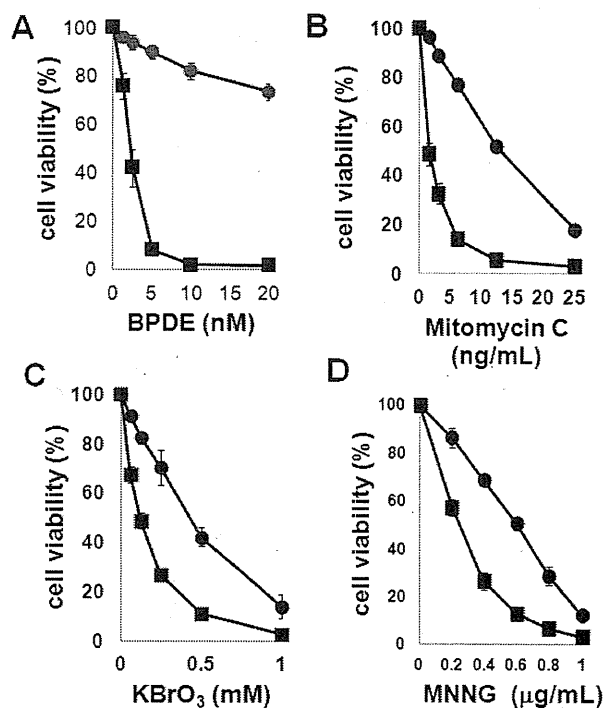 A
cell viability (%)
100
80
60
40
20
0
0 5 10 15 20
BPDE (nM)
B
cell viability (%)
100
80
60
40
20
0
0 5 10 15 20 25
Mitomycin C
(ng/mL)
C
cell viability (%)
100
80
60
40
20
0
0 0.5 1
KBrO₃ (mM)
D
cell viability (%)
100
80
60
40
20
0
0 0.2 0.4 0.6 0.8 1
MNNG (μg/mL)